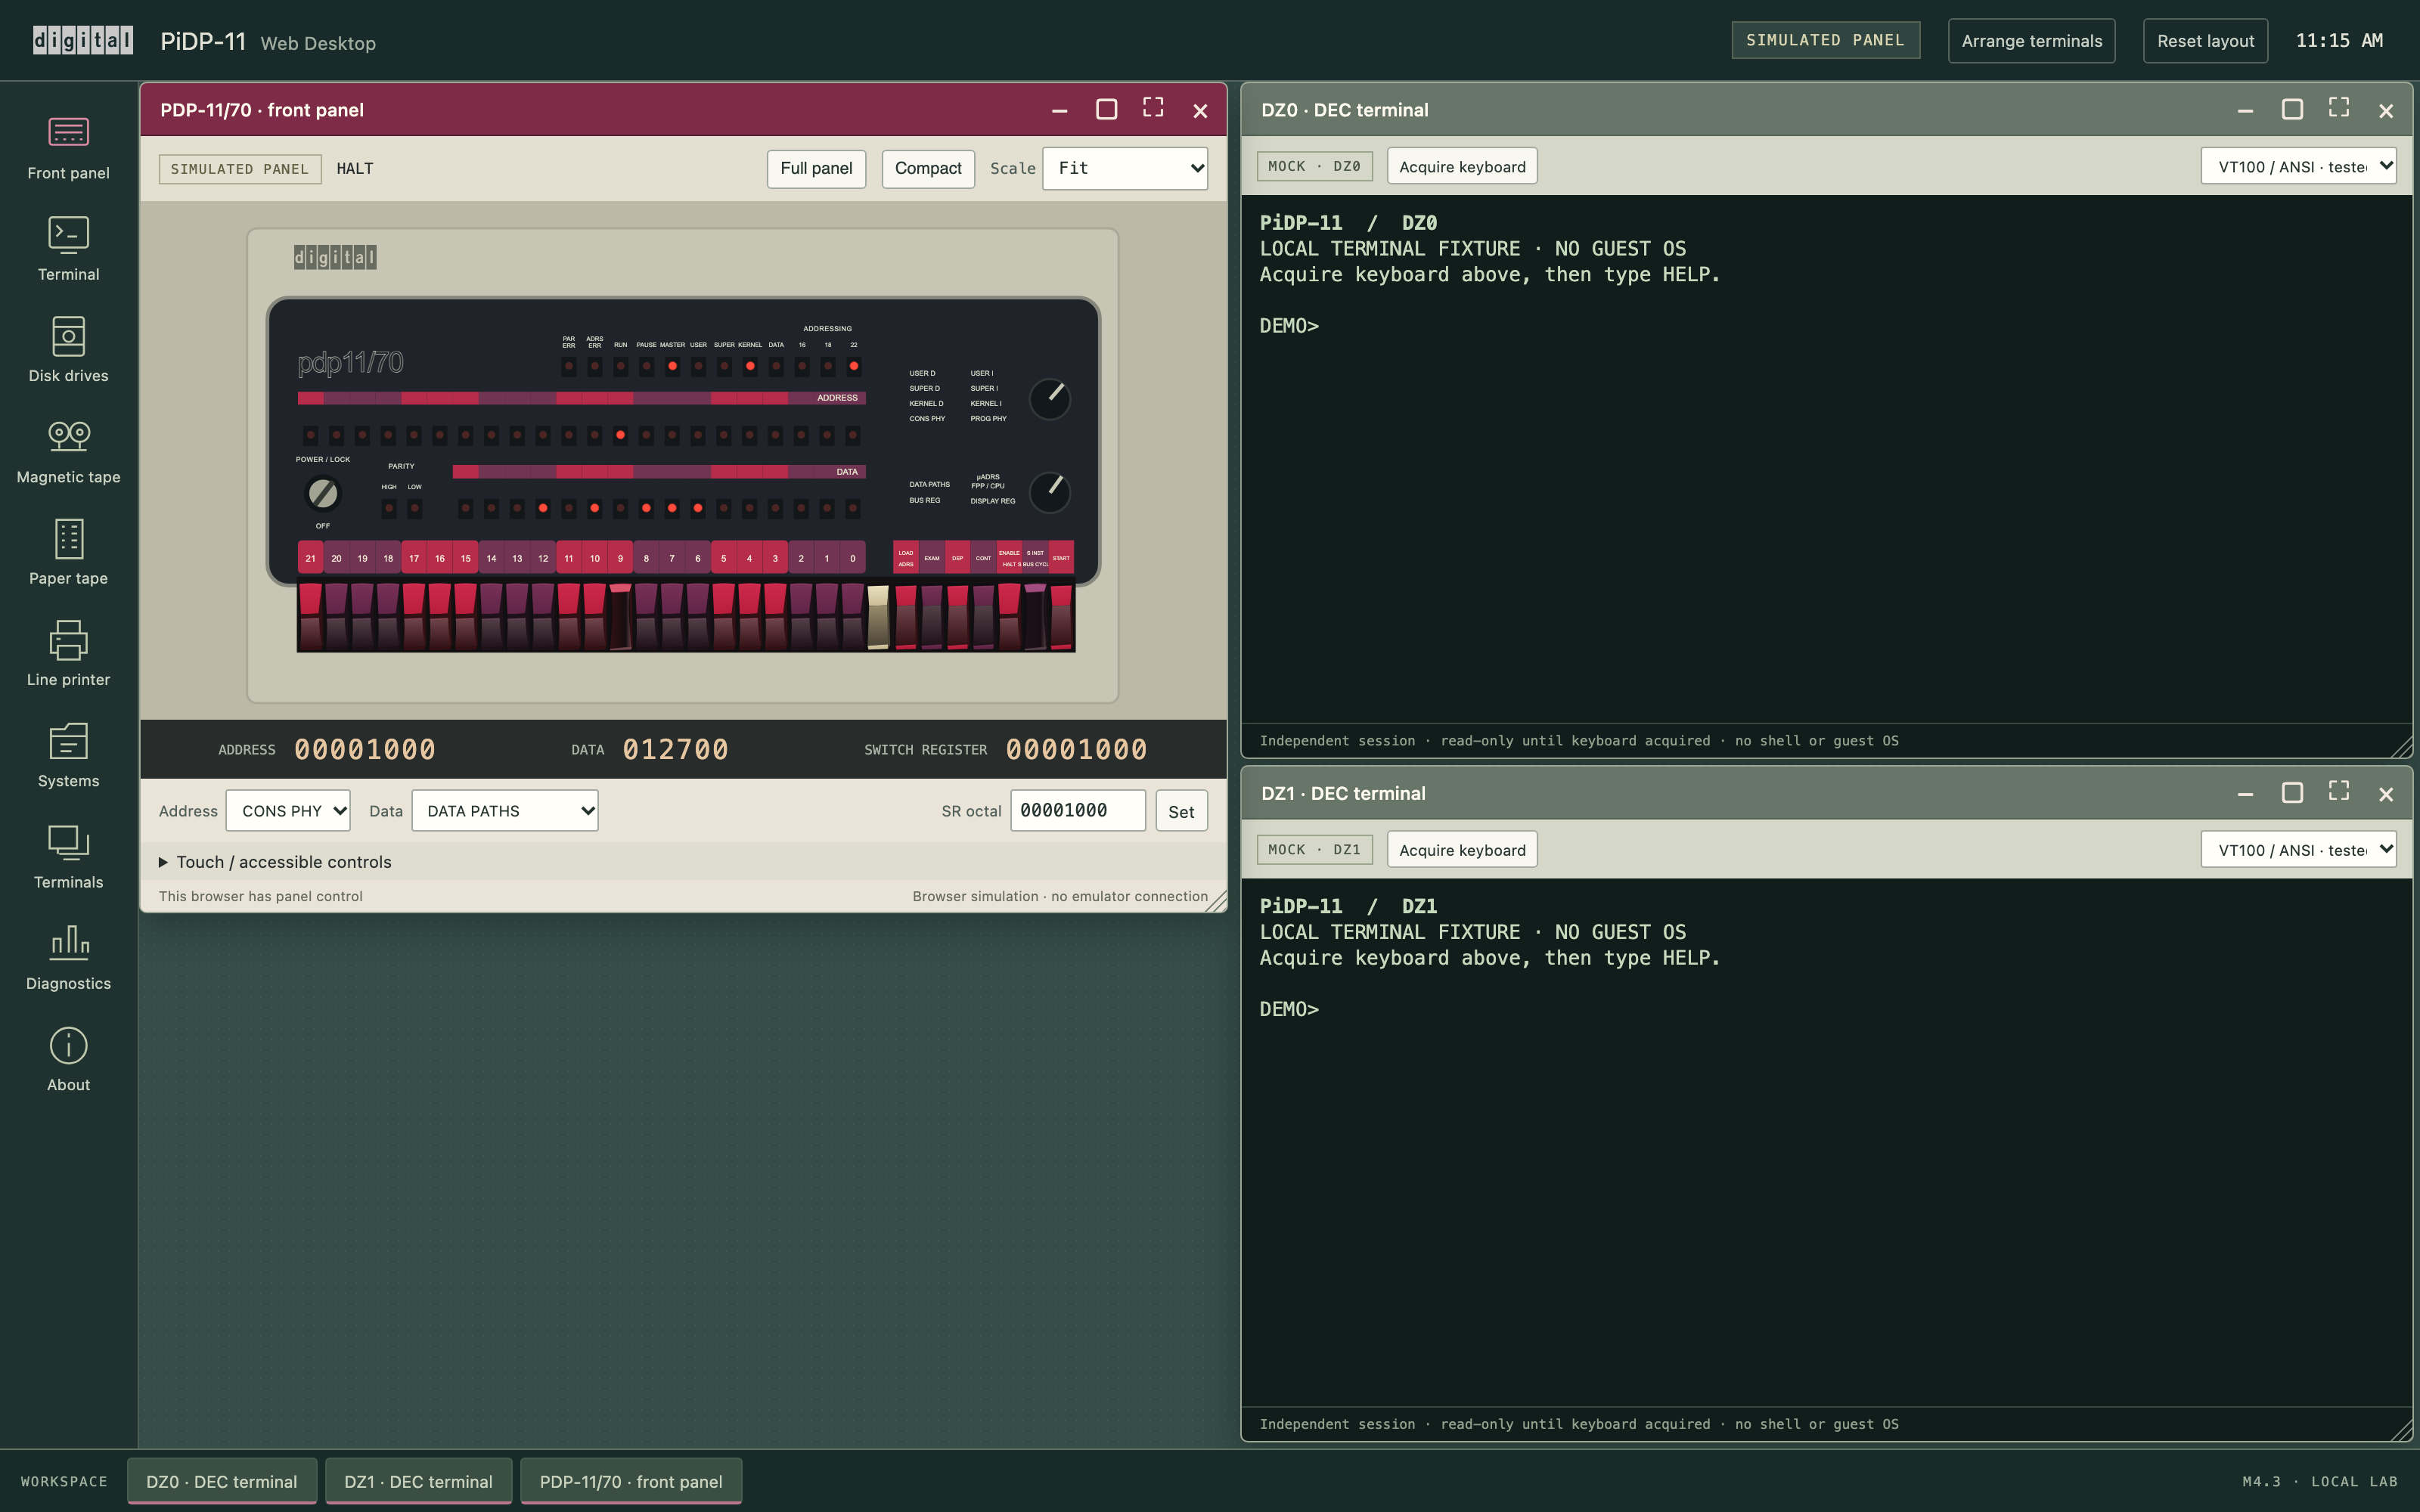 digital PiDP-11 Web Desktop SIMULATED PANEL Arrange terminals Reset layout 11:15 AM
Front panel
Terminal
Disk drives
Magnetic tape
Paper tape
Line printer
Systems
Terminals
Diagnostics
About
PDP-11/70 · front panel
SIMULATED PANEL HALT Full panel Compact Scale Fit
digital
ADDRESSING
PAR ERR ADRS ERR RUN PAUSE MASTER USER SUPER KERNEL DATA 16 18 22
pdp11/70
USER D USER I
SUPER D SUPER I
KERNEL D KERNEL I
CONS PHY PROG PHY
ADDRESS
POWER / LOCK
PARITY
DATA
HIGH LOW
OFF
µADRS
DATA PATHS FPP / CPU
BUS REG DISPLAY REG
21 20 19 18 17 16 15 14 13 12 11 10 9 8 7 6 5 4 3 2 1 0
LOAD ADRS EXAM DEP CONT ENABLE HALT S INST S BUS CYCL START
ADDRESS 00001000 DATA 012700 SWITCH REGISTER 00001000
Address CONS PHY Data DATA PATHS SR octal 00001000 Set
Touch / accessible controls
This browser has panel control Browser simulation · no emulator connection
DZ0 · DEC terminal
MOCK · DZ0 Acquire keyboard VT100 / ANSI · teste
PiDP-11 / DZ0
LOCAL TERMINAL FIXTURE · NO GUEST OS
Acquire keyboard above, then type HELP.
DEMO>
Independent session · read-only until keyboard acquired · no shell or guest OS
DZ1 · DEC terminal
MOCK · DZ1 Acquire keyboard VT100 / ANSI · teste
PiDP-11 / DZ1
LOCAL TERMINAL FIXTURE · NO GUEST OS
Acquire keyboard above, then type HELP.
DEMO>
Independent session · read-only until keyboard acquired · no shell or guest OS
WORKSPACE DZ0 · DEC terminal DZ1 · DEC terminal PDP-11/70 · front panel M4.3 · LOCAL LAB